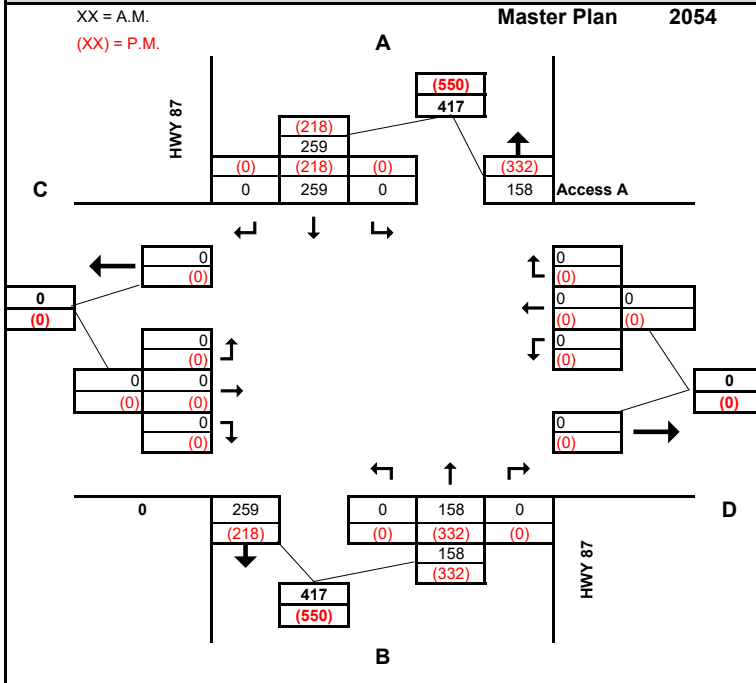 XX = A.M.
Master Plan 2054
(XX) = P.M.
A
HWY 87
(550)
417
(218)
259
(0) (218) (0) (332)
0 259 0 158 Access A
C
0
(0)
0
(0)
0
(0)
0 0
(0) (0)
0
(0)
0
(0)
0 0
(0) (0)
0
(0)
0
(0)
0
(0)
D
0 259 0 158 0
(218) (0) (332) (0)
158
(332)
HWY 87
417
(550)
B